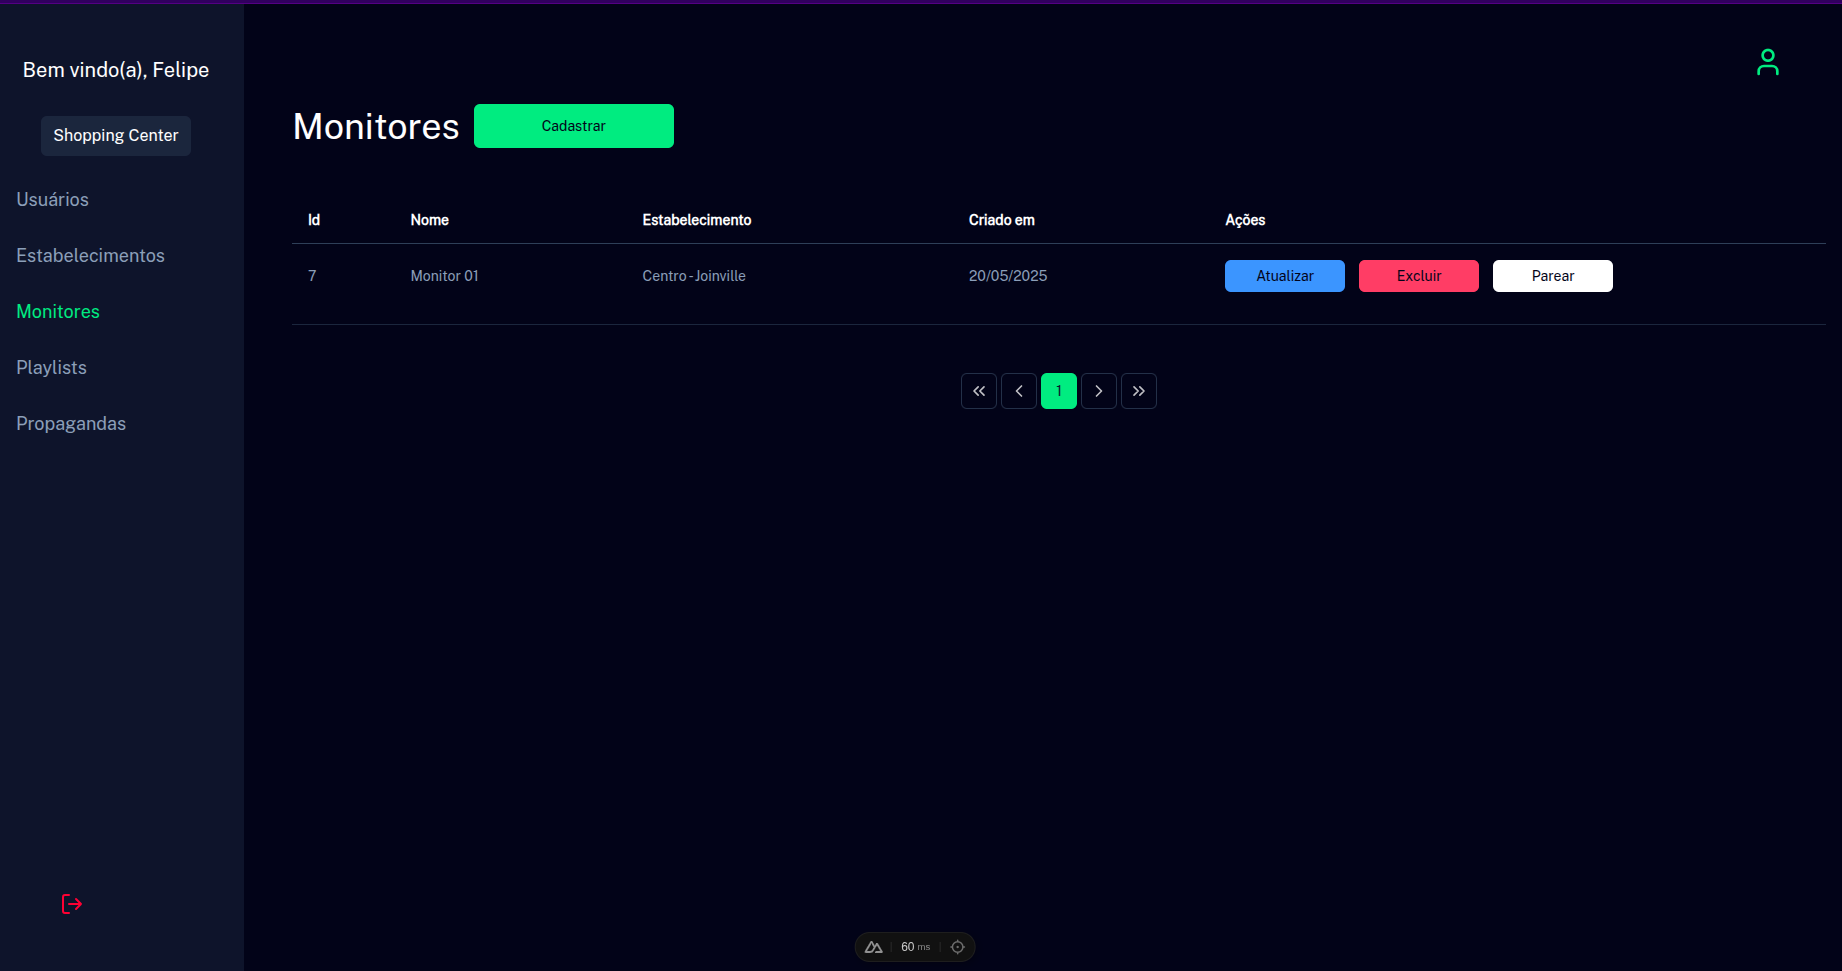 Bem vindo(a), Felipe
Shopping Center
Usuários
Estabelecimentos
Monitores
Playlists
Propagandas
Monitores
Cadastrar
Id Nome Estabelecimento Criado em Ações
7 Monitor 01 Centro - Joinville 20/05/2025 Atualizar Excluir Parear
1
60 ms